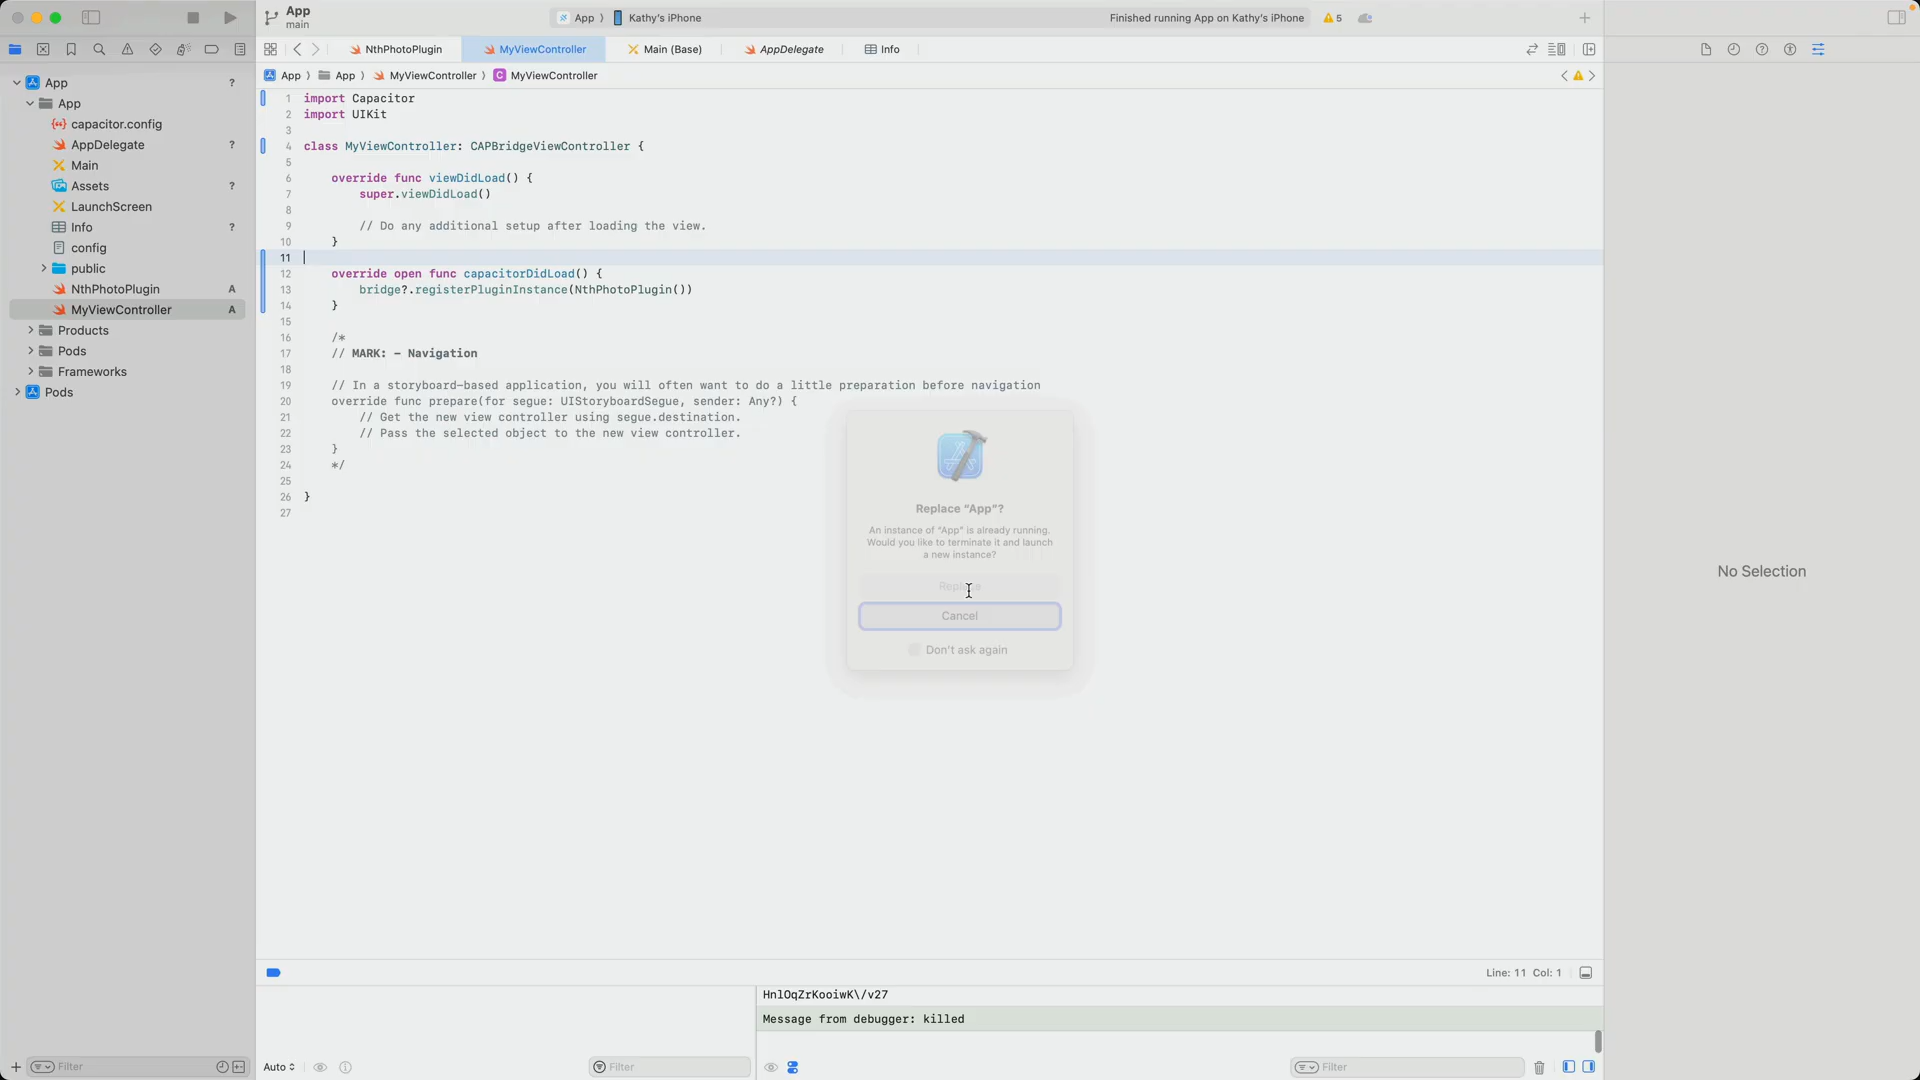 App
main
App
Kathy's iPhone
Finished running App on Kathy's iPhone
5
NthPhotoPlugin
MyViewController
Main (Base)
AppDelegate
Info
App
App
MyViewController
MyViewController
App ?
App
capacitor.config
AppDelegate ?
Main
Assets ?
LaunchScreen
Info ?
config
public
NthPhotoPlugin A
MyViewController A
Products
Pods
Frameworks
Pods
1 import Capacitor
2 import UIKit
3
4 class MyViewController: CAPBridgeViewController {
5
6 override func viewDidLoad() {
7 super.viewDidLoad()
8
9 // Do any additional setup after loading the view.
10 }
11
12 override open func capacitorDidLoad() {
13 bridge?.registerPluginInstance(NthPhotoPlugin())
14 }
15
16 /*
17 // MARK: - Navigation
18
19 // In a storyboard-based application, you will often want to do a little preparation before navigation
20 override func prepare(for segue: UIStoryboardSegue, sender: Any?) {
21 // Get the new view controller using segue.destination.
22 // Pass the selected object to the new view controller.
23 }
24 */
25
26 }
27
Replace “App”?
An instance of “App” is already running.
Would you like to terminate it and launch
a new instance?
Replace
Cancel
Don't ask again
No Selection
Line: 11 Col: 1
HnlOqZrKooiwK\/v27
Message from debugger: killed
Filter
Auto
Filter
Filter